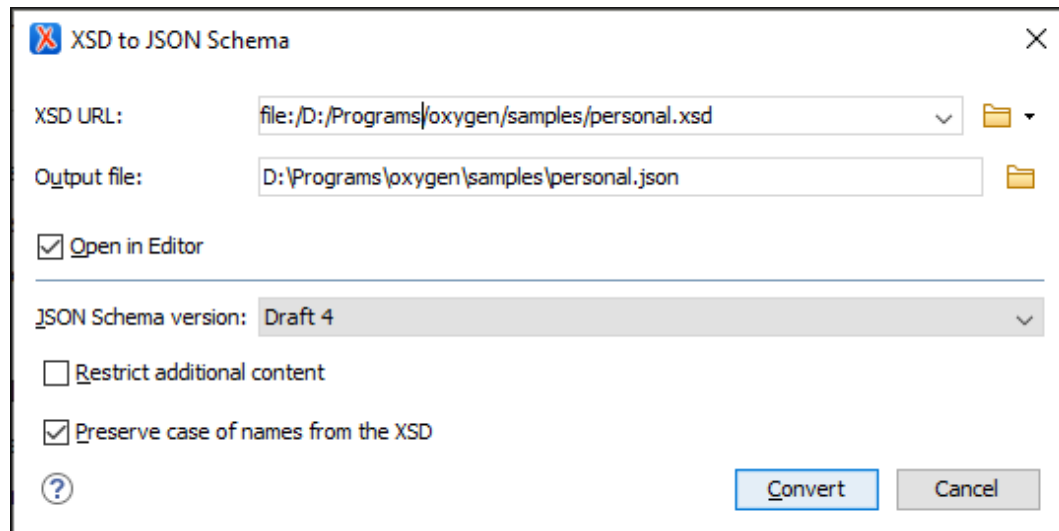 XSD to JSON Schema
XSD URL: file:/D:/Programs/oxygen/samples/personal.xsd
Output file: D:\Programs\oxygen\samples\personal.json
Open in Editor
JSON Schema version: Draft 4
Restrict additional content
Preserve case of names from the XSD
? Convert Cancel